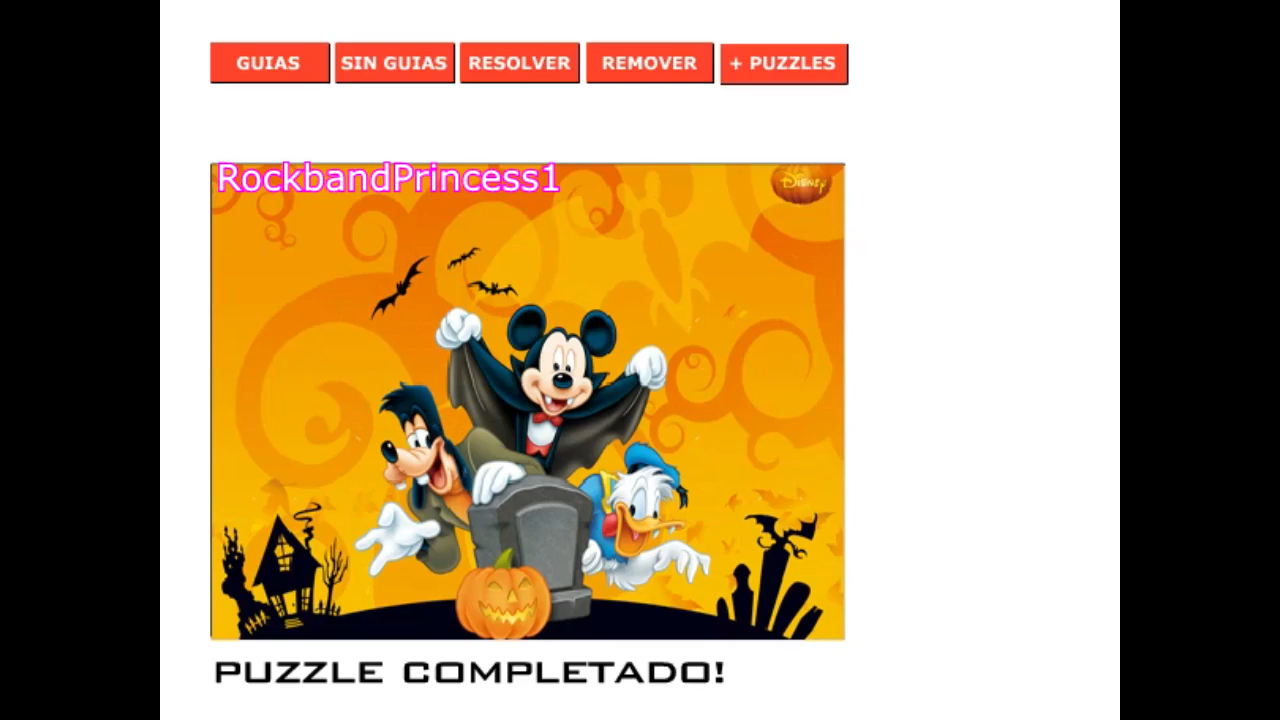 GUIAS SIN GUIAS RESOLVER REMOVER + PUZZLES
RockbandPrincess1
Disney
PUZZLE COMPLETADO!